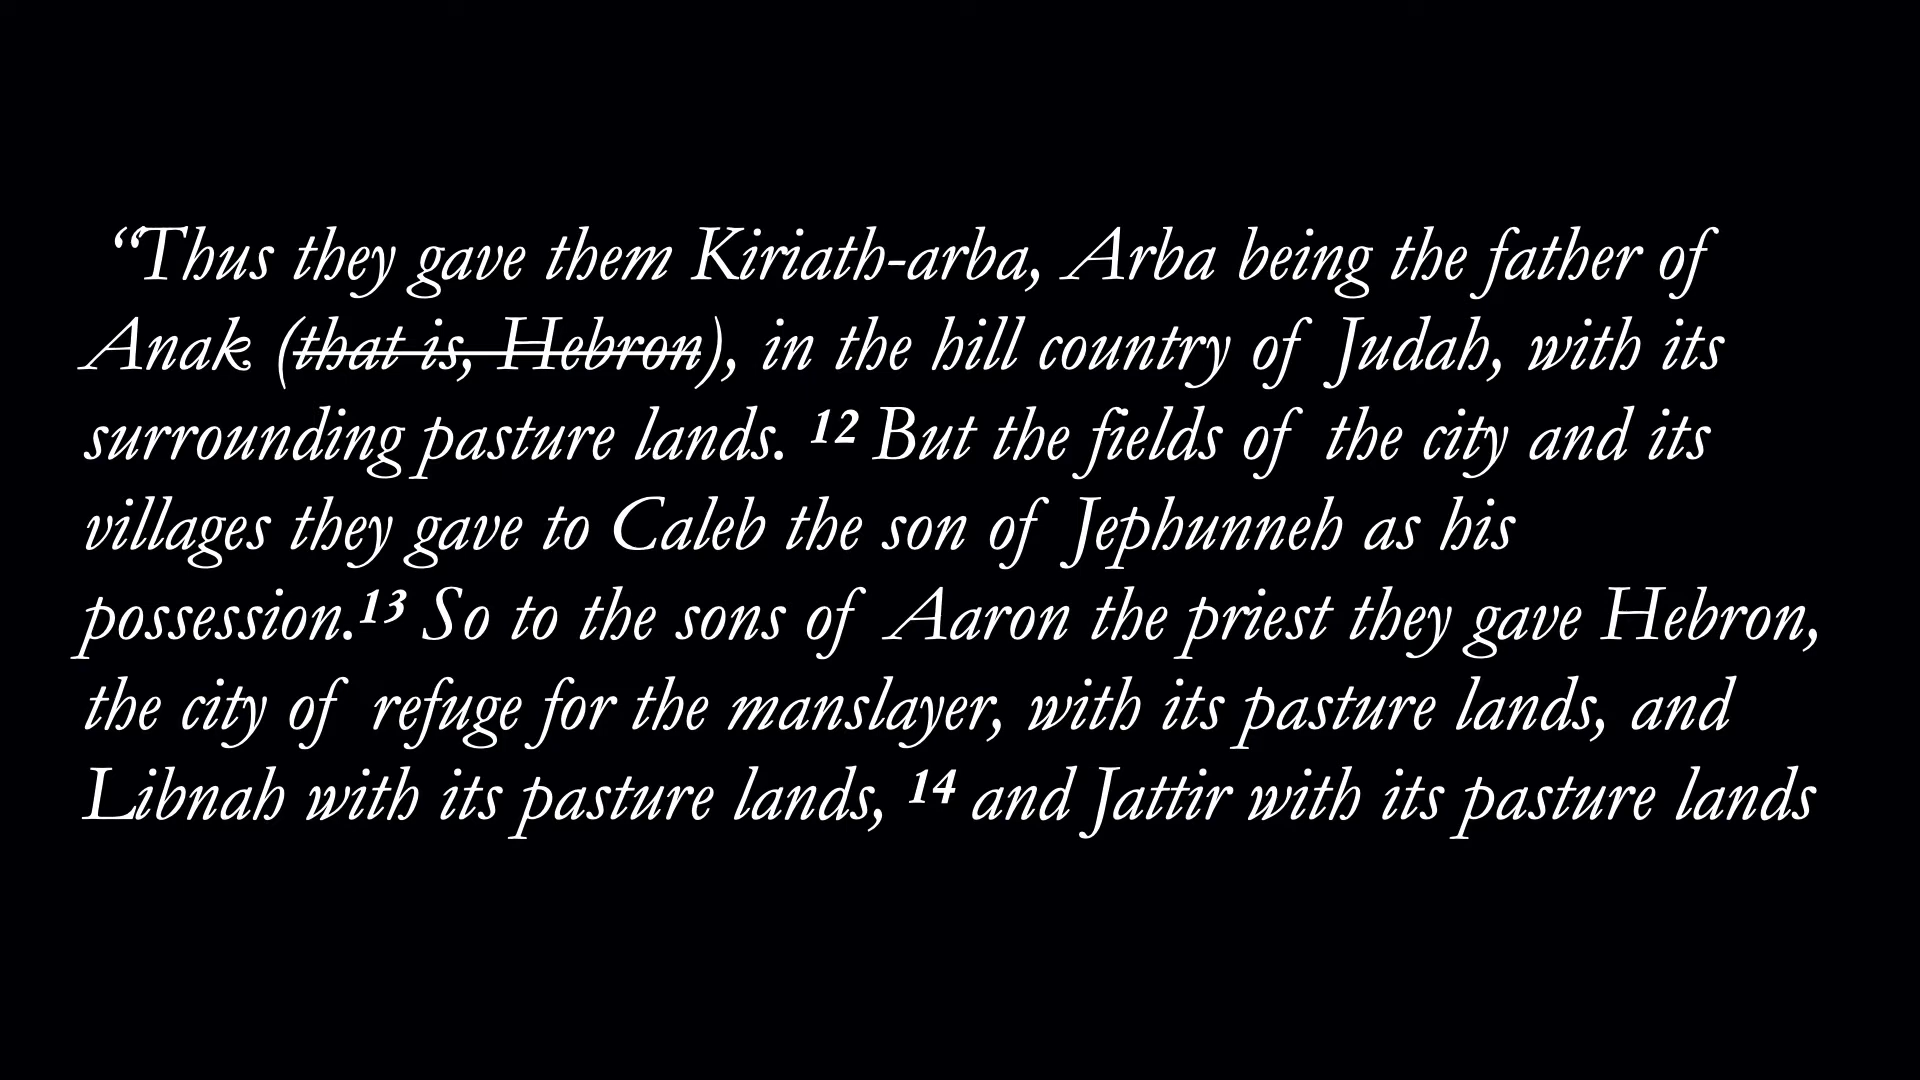 “Thus they gave them Kiriath-arba, Arba being the father of
Anak (that is, Hebron), in the hill country of Judah, with its
surrounding pasture lands. 12 But the fields of the city and its
villages they gave to Caleb the son of Jephunneh as his
possession.13 So to the sons of Aaron the priest they gave Hebron,
the city of refuge for the manslayer, with its pasture lands, and
Libnah with its pasture lands, 14 and Jattir with its pasture lands